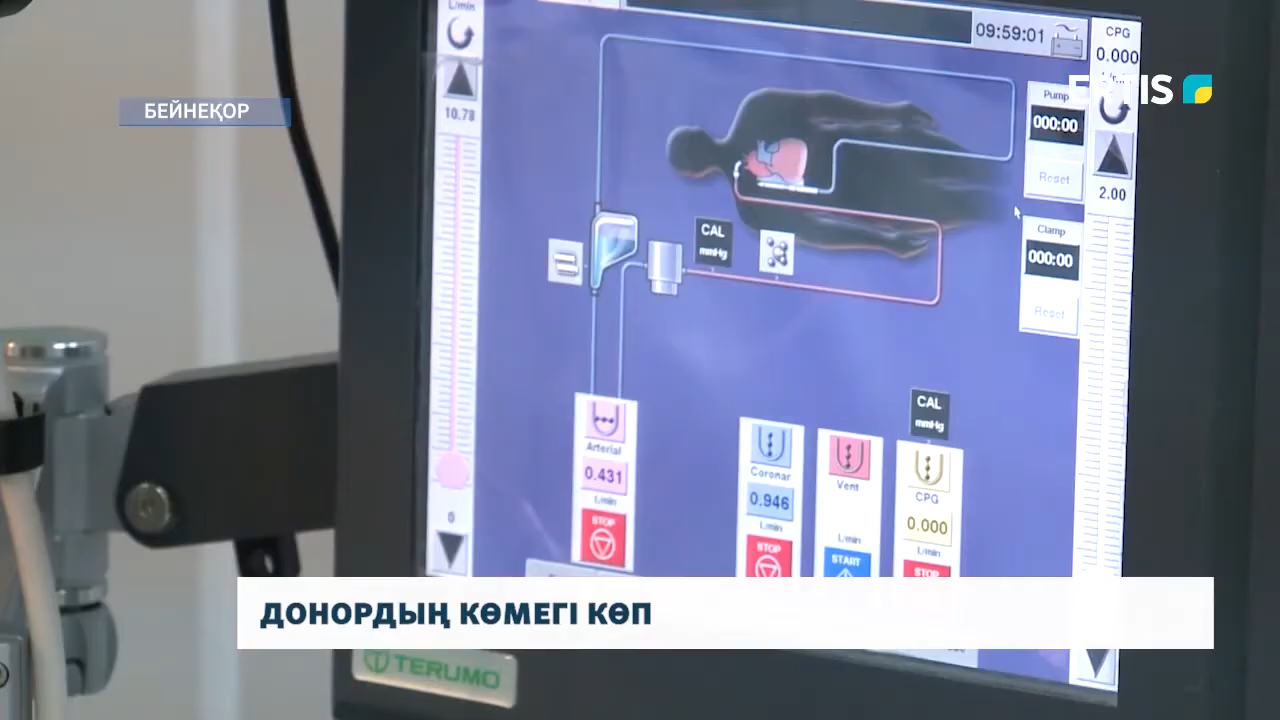 L/min
09:59:01
CPG
0.000
ERTIS
БЕЙНЕҚОР
10.78
Pump
000:00
Reset
2.00
CAL
mmHg
Clamp
000:00
Reset
Arterial
0.431
L/min
STOP
Coronar
0.946
L/min
STOP
Vent
L/min
START
CAL
mmHg
CPG
0.000
L/min
STOP
0
ДОНОРДЫҢ КӨМЕГІ КӨП
TERUMO